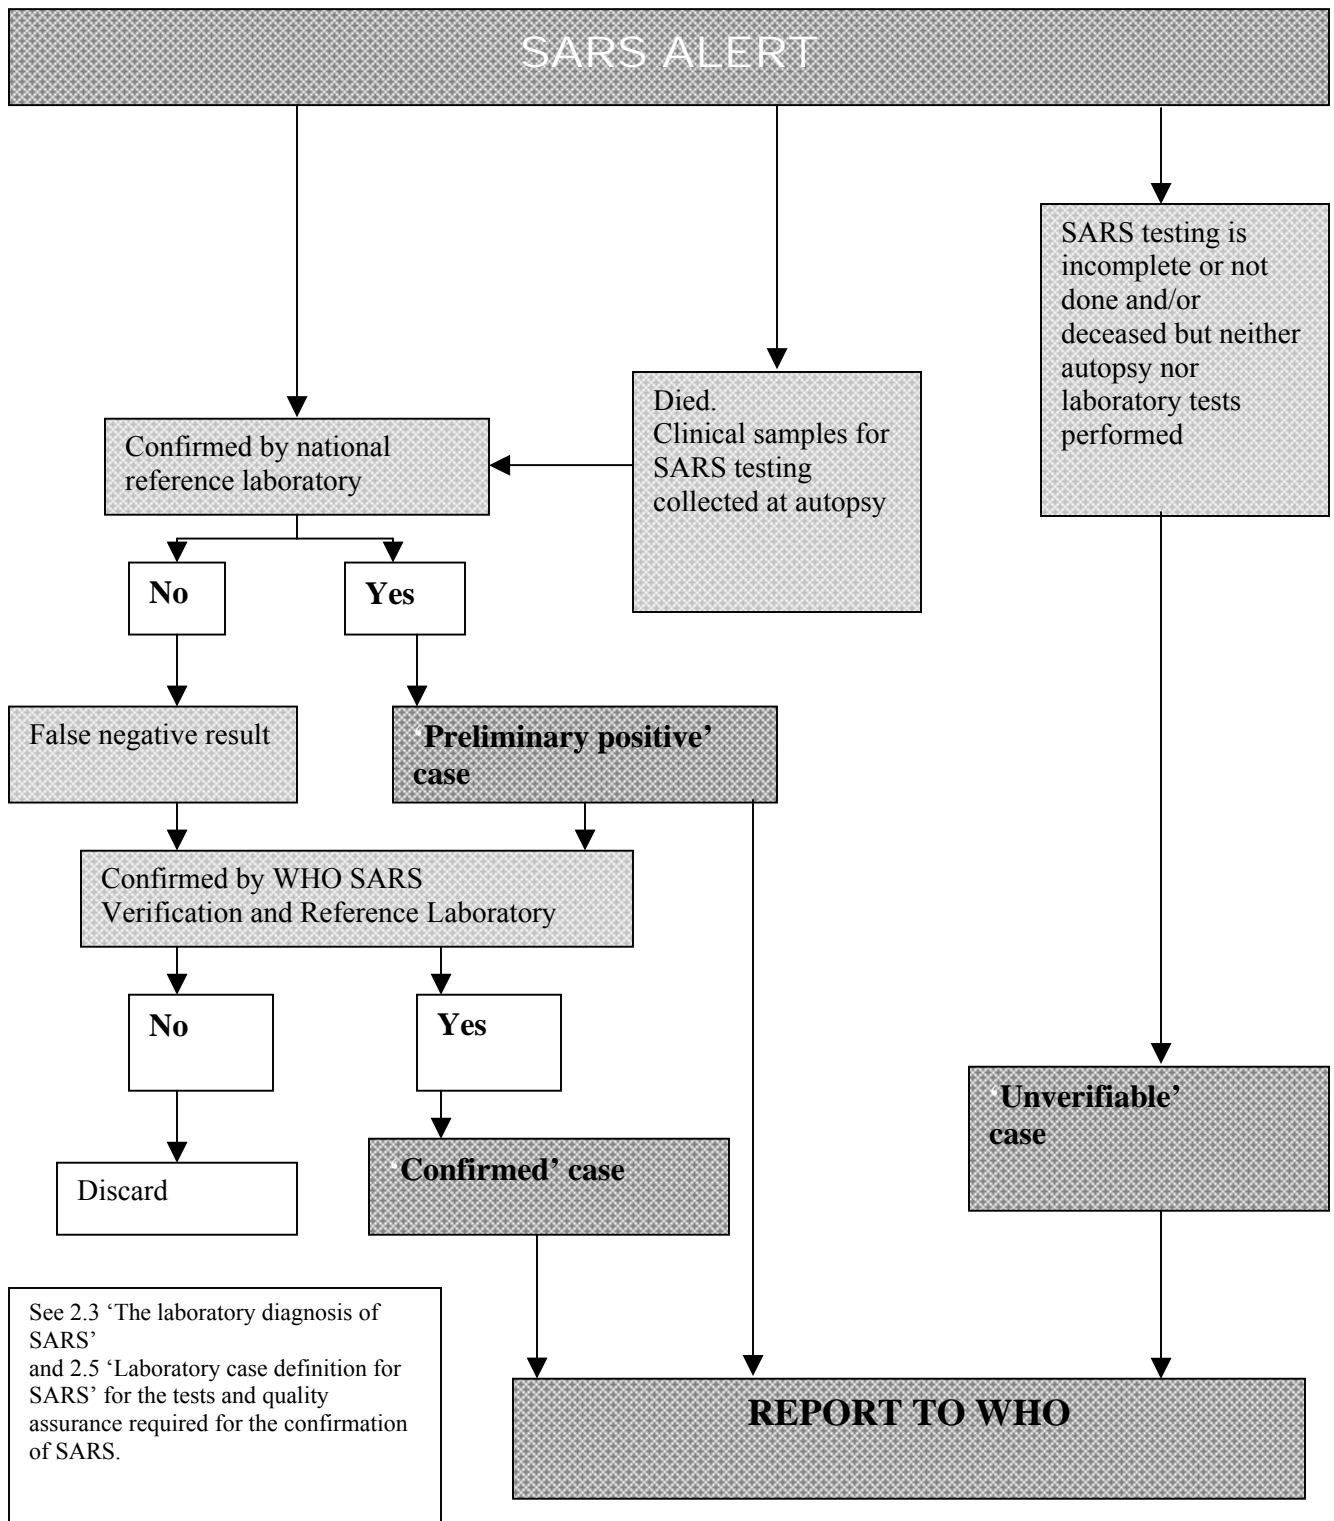 SARS ALERT
SARS testing is
incomplete or not
done and/or
deceased but neither
autopsy nor
laboratory tests
performed
Died.
Clinical samples for
SARS testing
collected at autopsy
Confirmed by national
reference laboratory
No
Yes
False negative result
‘Preliminary positive’
case
Confirmed by WHO SARS
Verification and Reference Laboratory
No
Yes
‘Unverifiable’
case
Discard
‘Confirmed’ case
See 2.3 ‘The laboratory diagnosis of
SARS’
and 2.5 ‘Laboratory case definition for
SARS’ for the tests and quality
assurance required for the confirmation
of SARS.
REPORT TO WHO